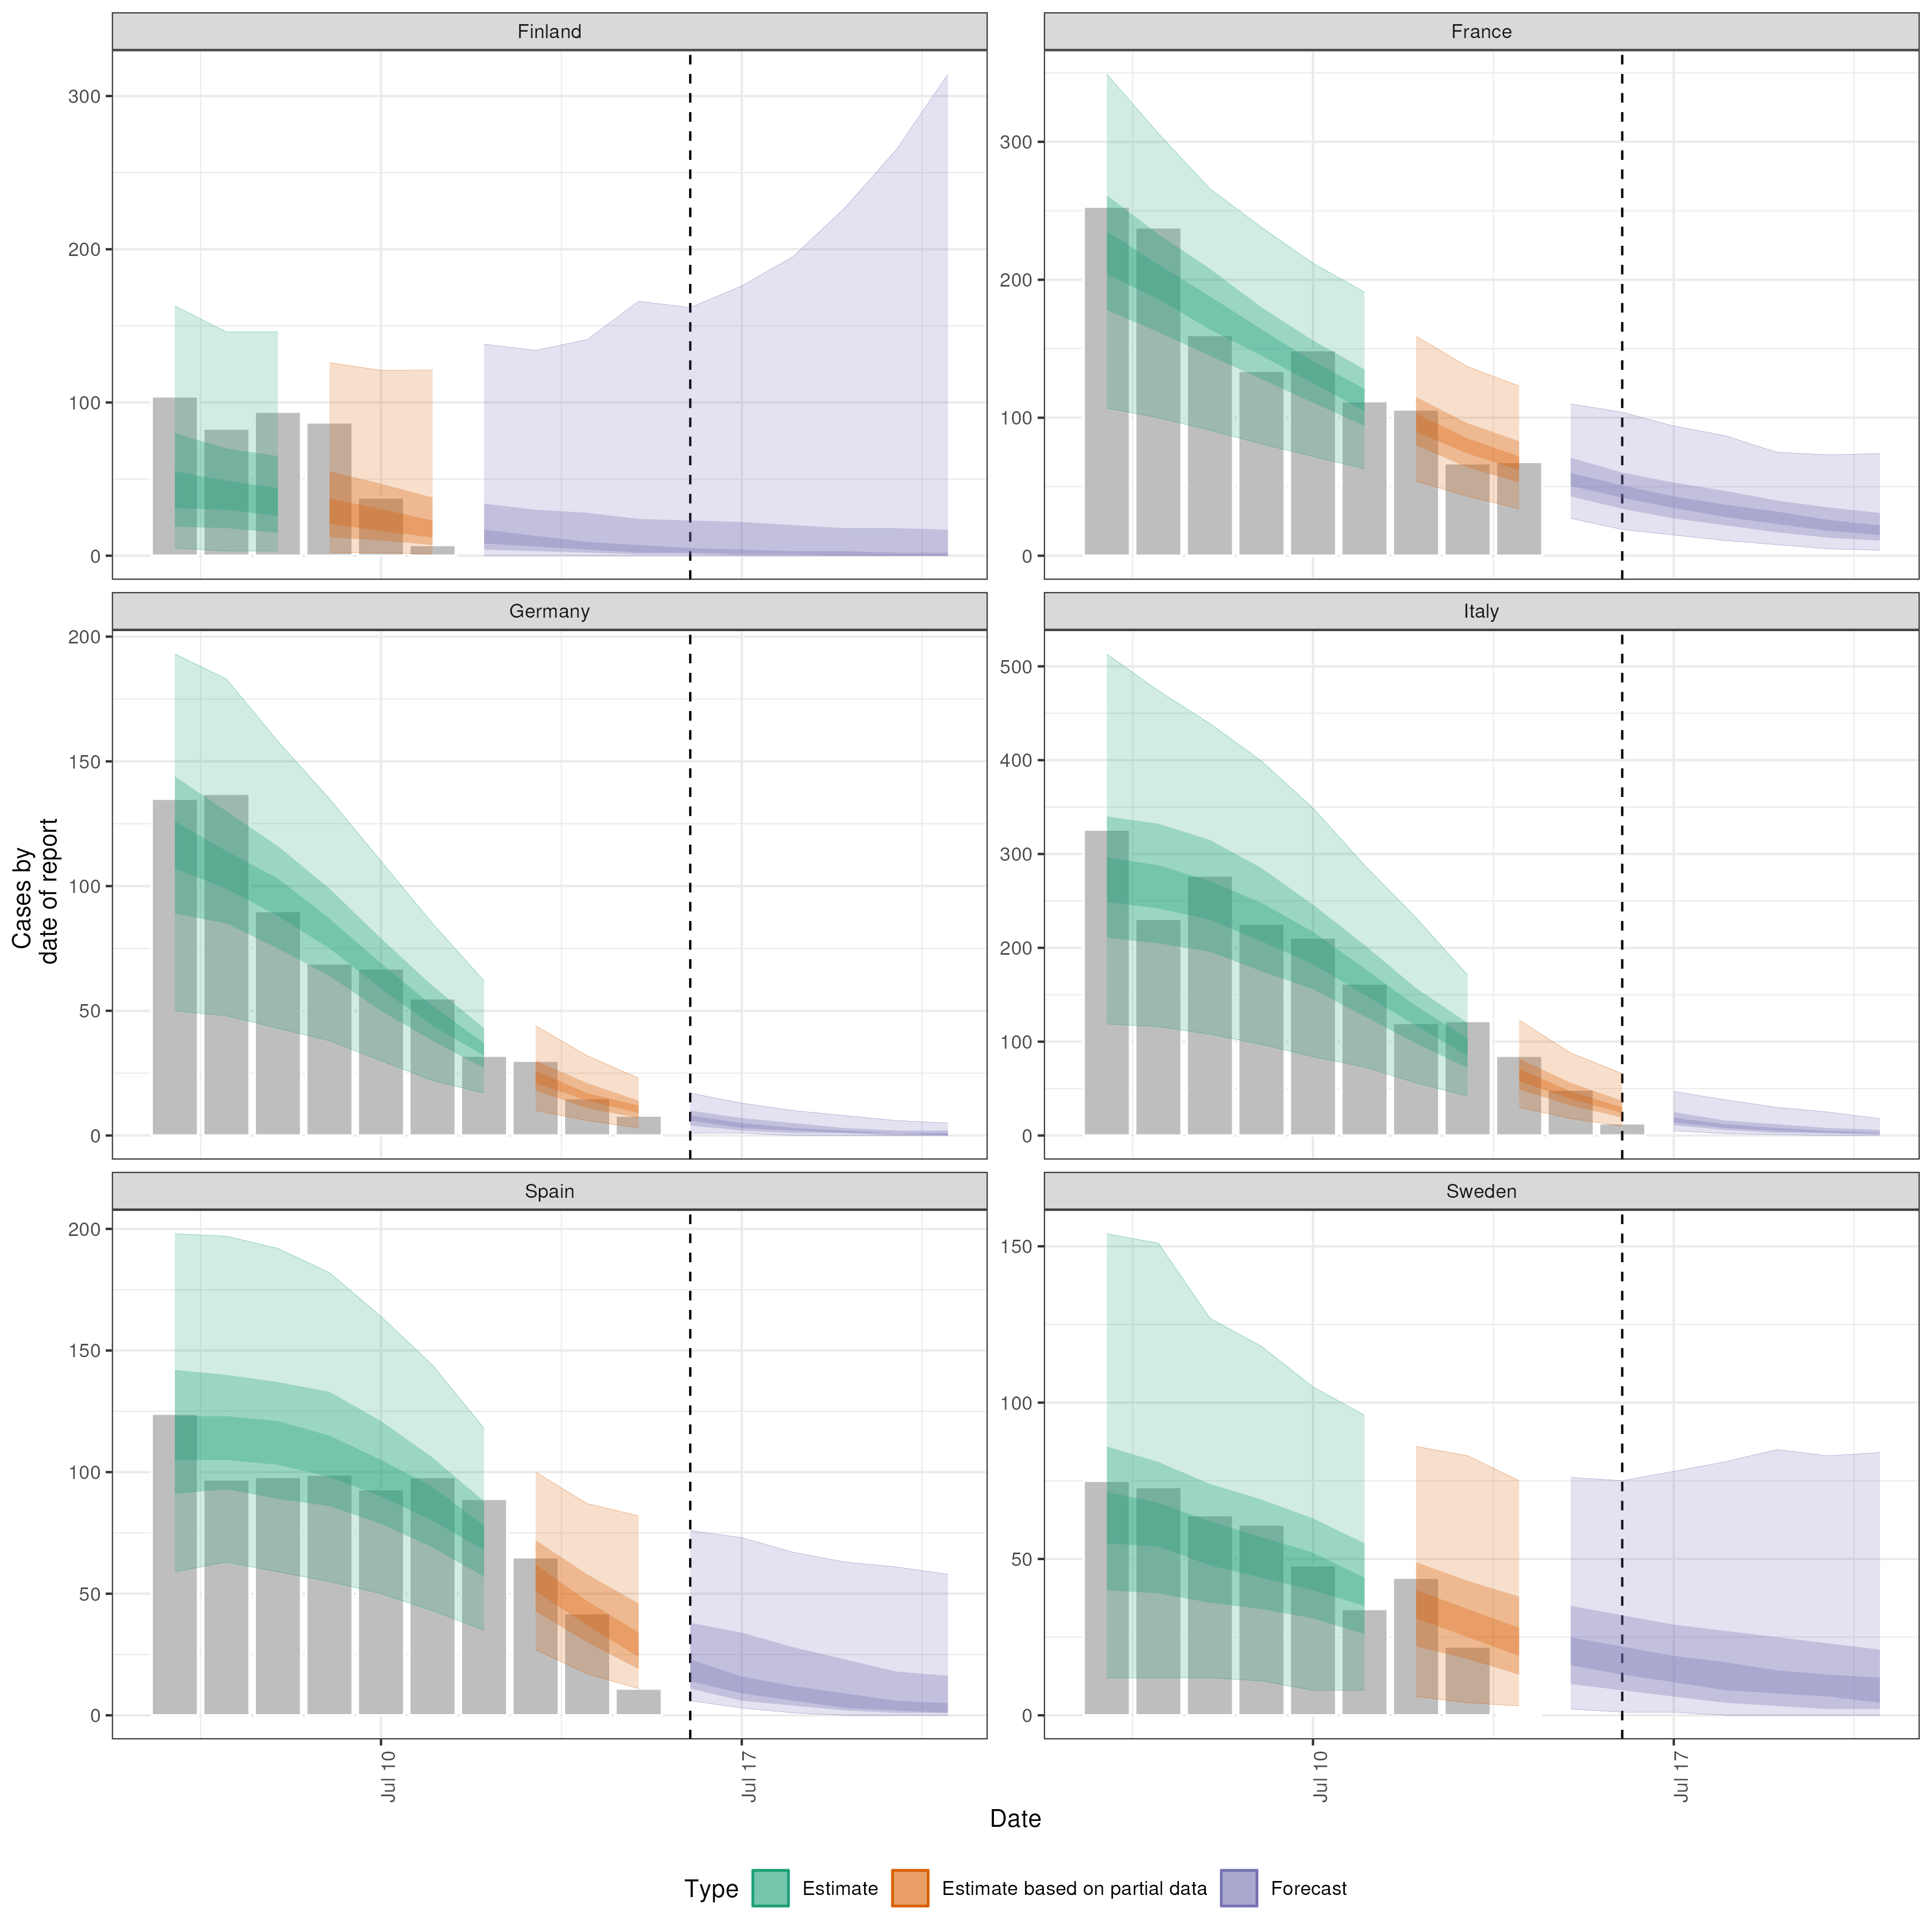 Finland
France
300
200
100
0
300
200
100
0
Germany
Italy
200
150
100
50
0
500
400
300
200
100
0
Spain
Sweden
200
150
100
50
0
150
100
50
0
Cases by
date of report
Jul 10
Jul 17
Jul 10
Jul 17
Date
Type Estimate Estimate based on partial data Forecast